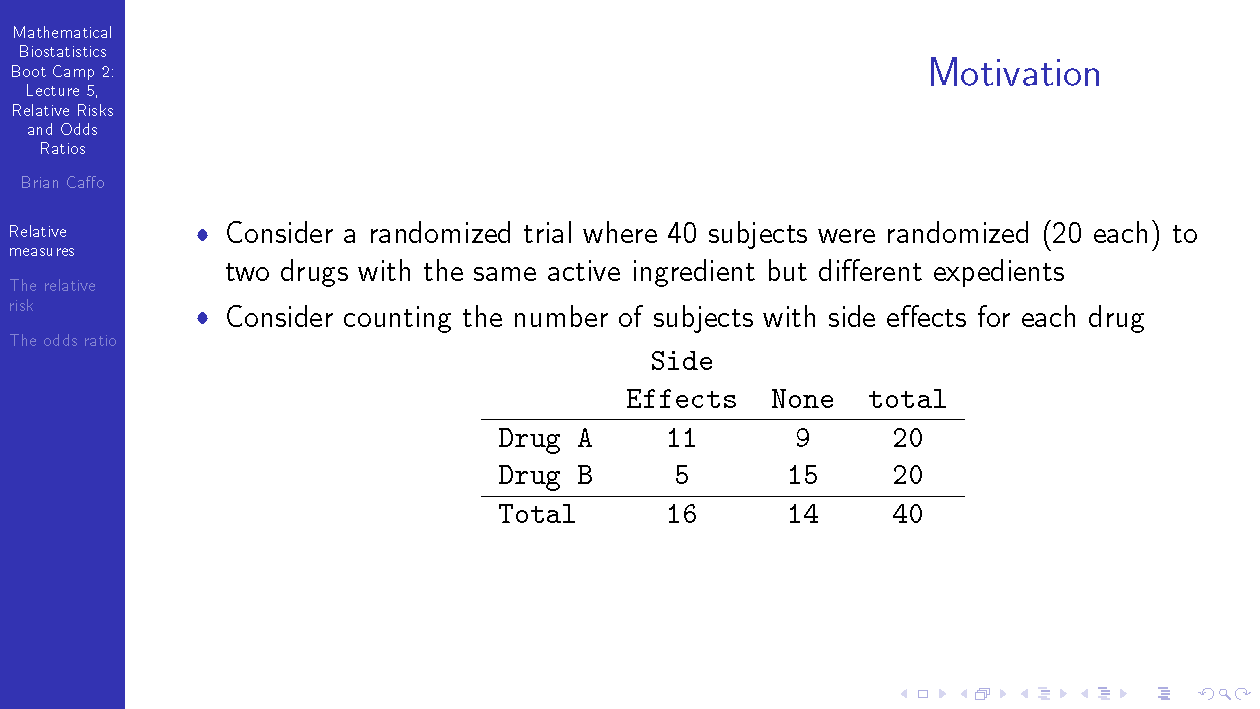 Mathematical
Biostatistics
Boot Camp 2:
Lecture 5,
Relative Risks
and Odds
Ratios
Brian Caffo
Relative
measures
The relative
risk
The odds ratio
Motivation
• Consider a randomized trial where 40 subjects were randomized (20 each) to
two drugs with the same active ingredient but different expedients
• Consider counting the number of subjects with side effects for each drug
Side
Effects None total
Drug A 11 9 20
Drug B 5 15 20
Total 16 14 40